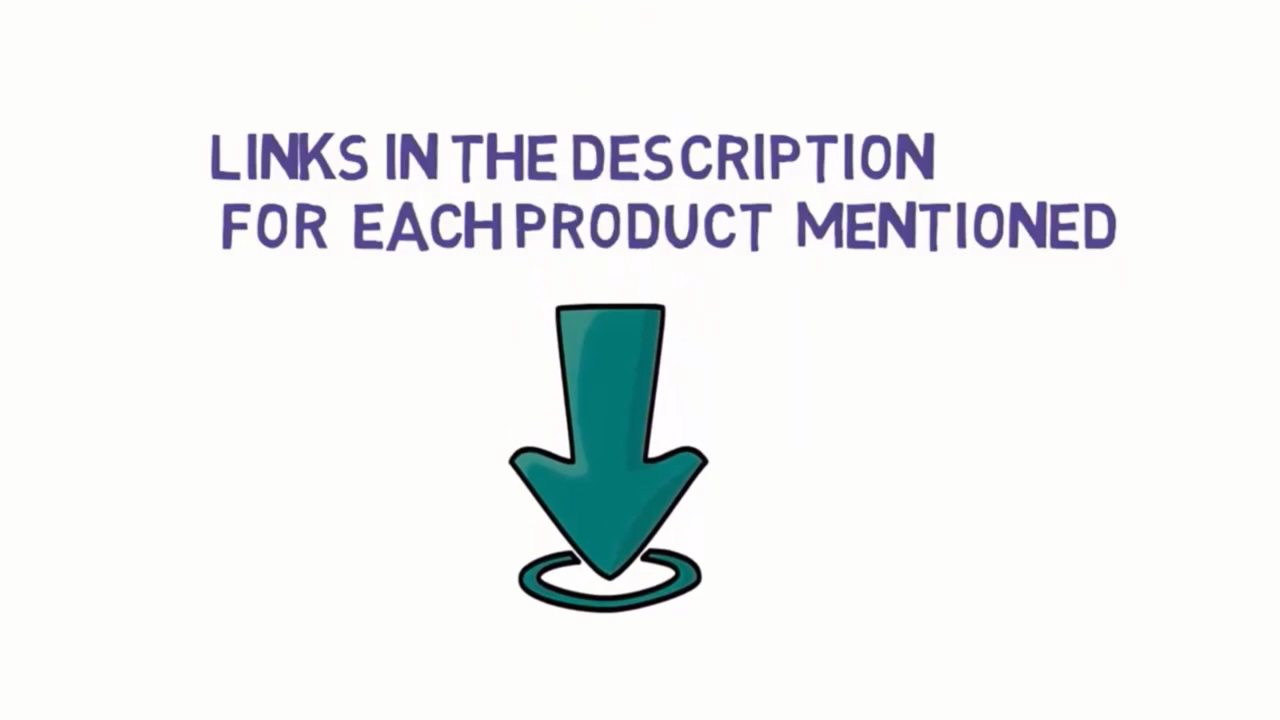 LINKS IN THE DESCRIPTION
FOR EACH PRODUCT MENTIONED